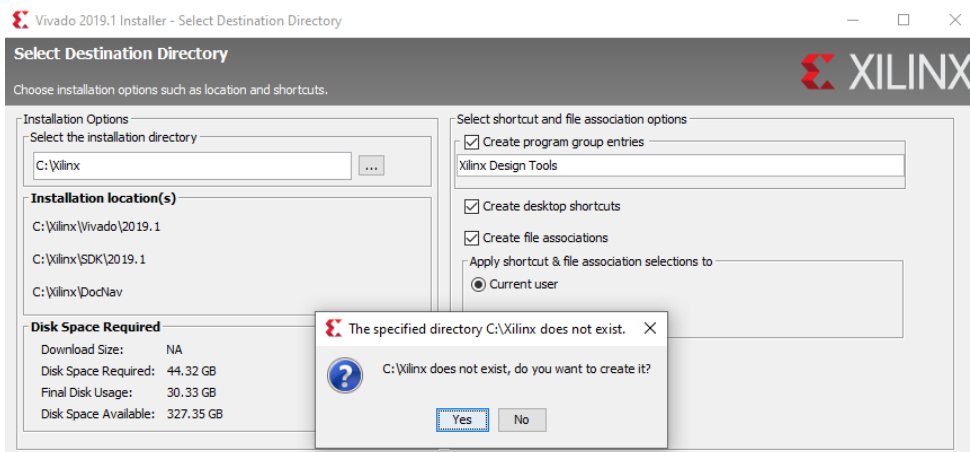 Vivado 2019.1 Installer - Select Destination Directory
Select Destination Directory
XILINX
Choose installation options such as location and shortcuts.
Installation Options
Select the installation directory
C:\Xilinx
...
Installation location(s)
C:\Xilinx\Vivado\2019.1
C:\Xilinx\SDK\2019.1
C:\Xilinx\DocNav
Disk Space Required
Download Size: NA
Disk Space Required: 44.32 GB
Final Disk Usage: 30.33 GB
Disk Space Available: 327.35 GB
Select shortcut and file association options
Create program group entries
Xilinx Design Tools
Create desktop shortcuts
Create file associations
Apply shortcut & file association selections to
Current user
The specified directory C:\Xilinx does not exist.
C:\Xilinx does not exist, do you want to create it?
Yes
No